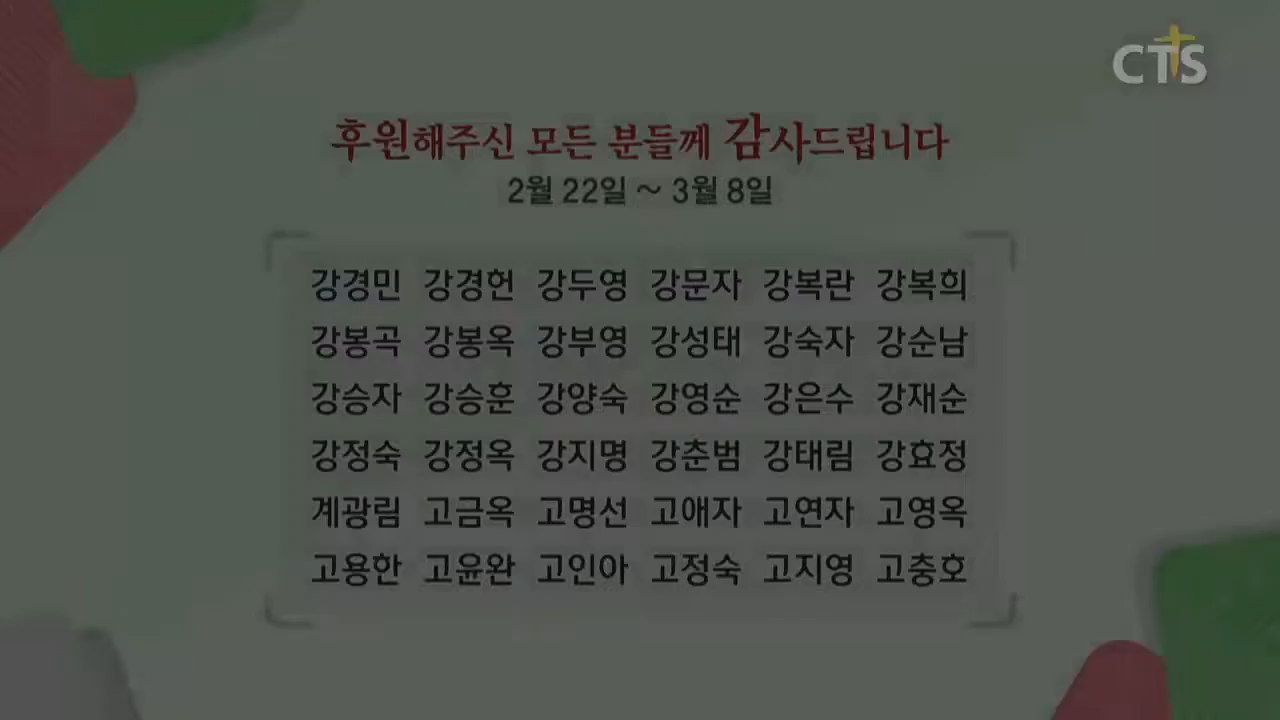 CTS
후원해주신 모든 분들께 감사드립니다
2월 22일 ~ 3월 8일
강경민 강경헌 강두영 강문자 강복란 강복희
강봉곡 강봉옥 강부영 강성태 강숙자 강순남
강승자 강승훈 강양숙 강영순 강은수 강재순
강정숙 강정옥 강지명 강춘범 강태림 강효정
계광림 고금옥 고명선 고애자 고연자 고영옥
고용한 고윤완 고인아 고정숙 고지영 고충호